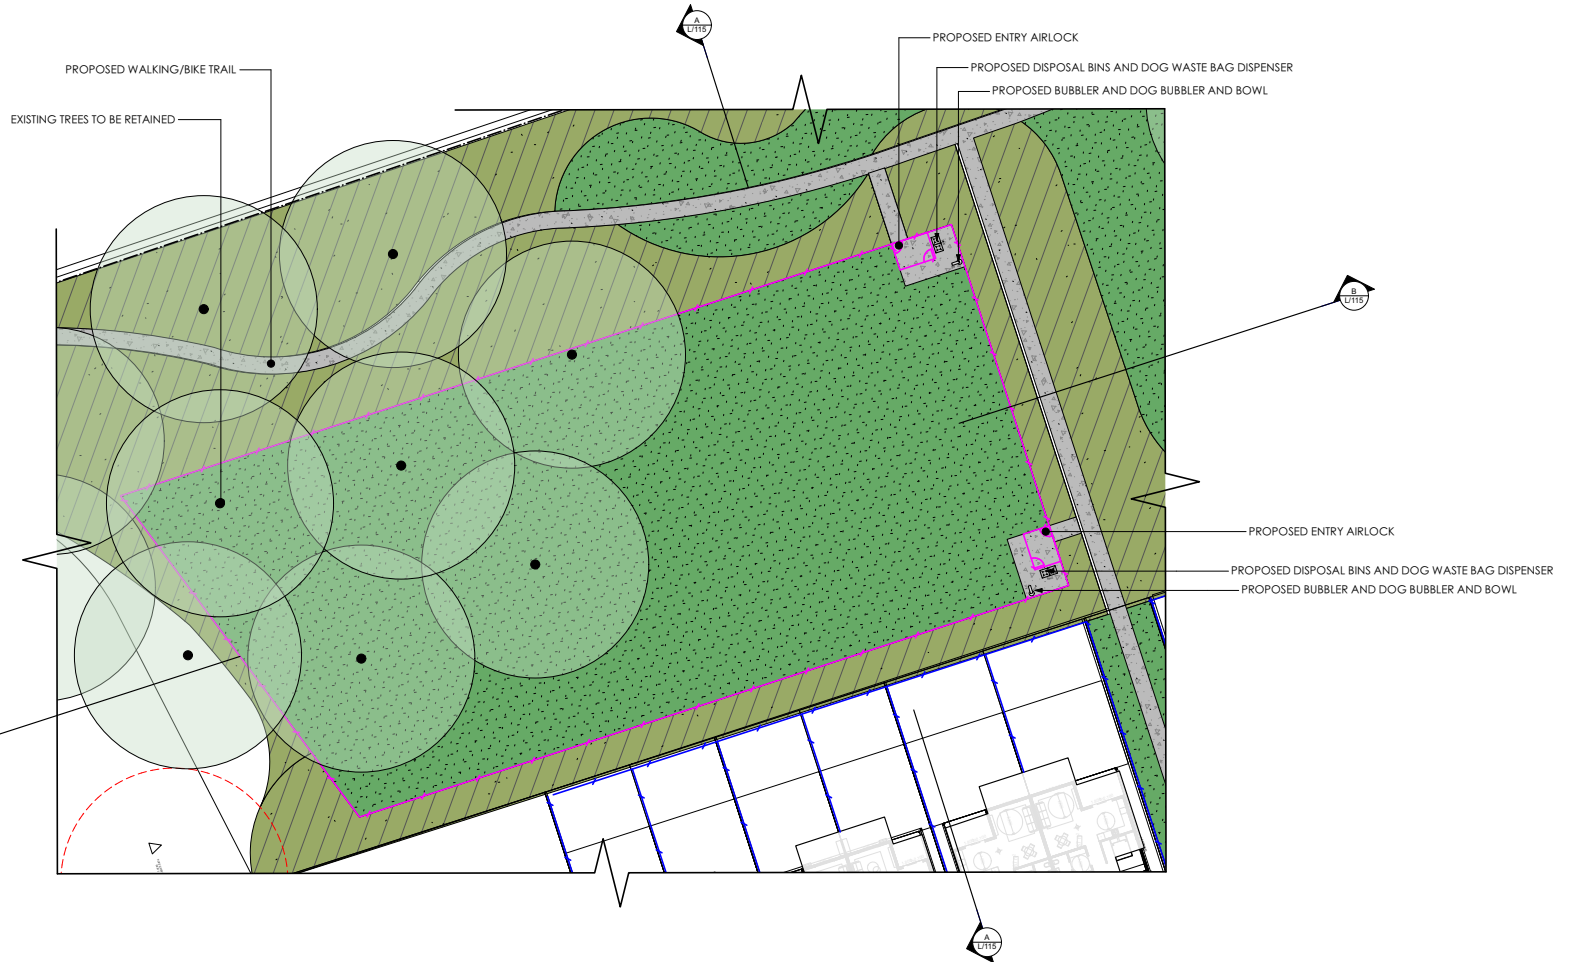 A
L/115
PROPOSED ENTRY AIRLOCK
PROPOSED WALKING/BIKE TRAIL
PROPOSED DISPOSAL BINS AND DOG WASTE BAG DISPENSER
PROPOSED BUBBLER AND DOG BUBBLER AND BOWL
EXISTING TREES TO BE RETAINED
B
L/115
PROPOSED ENTRY AIRLOCK
PROPOSED DISPOSAL BINS AND DOG WASTE BAG DISPENSER
PROPOSED BUBBLER AND DOG BUBBLER AND BOWL
A
L/115